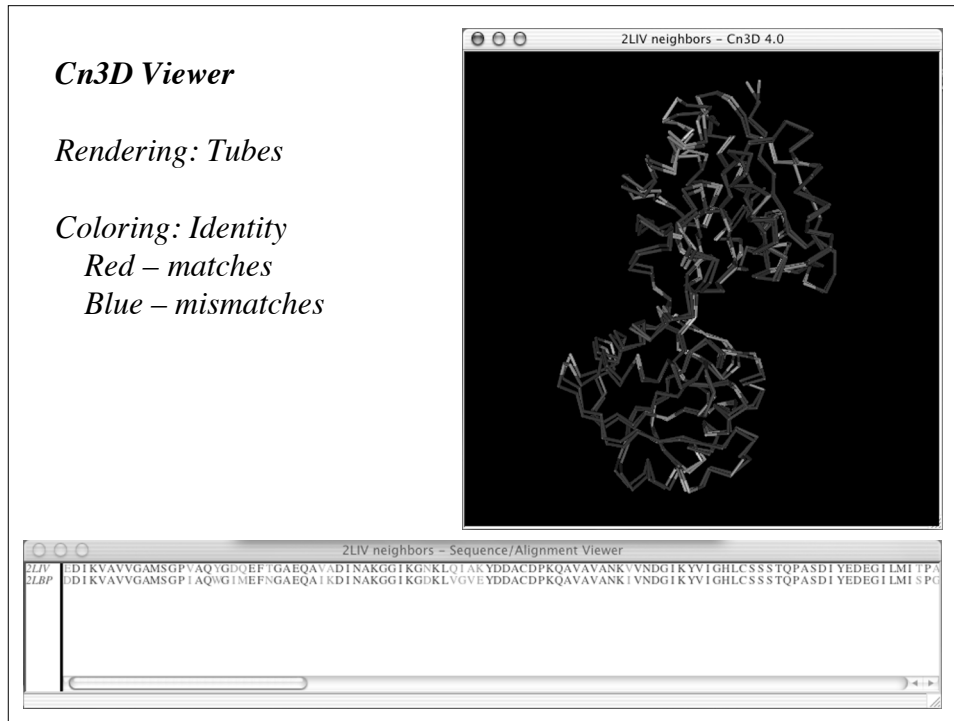 Cn3D Viewer
Rendering: Tubes
Coloring: Identity
Red – matches
Blue – mismatches
2LIV neighbors – Cn3D 4.0
2LIV neighbors – Sequence/Alignment Viewer
2LIV EDIKVAVVGAMSGPVAQYGDQEFTGAEQAVADINAKGGIKGNKLQIAKYDDACDPKQAVAVANKVVNDGIKYVIGHLCSSSTQPASDIYEDEGILMITPA
2LBP DDIKVAVVGAMSGPIAQWGIMEFNGAEQAIKDINAKGGIKGDKLVGVEYDDACDPKQAVAVANKIVNDGIKYVIGHLCSSSTQPASDIYEDEGILMISPG